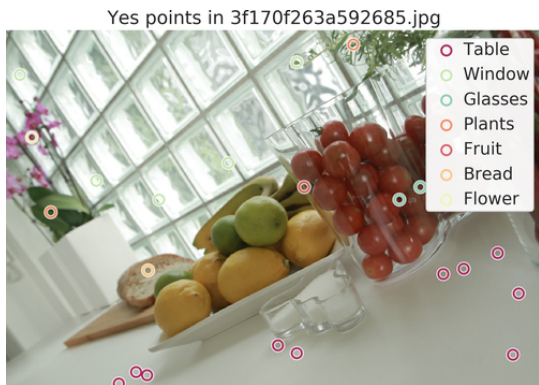 Yes points in 3f170f263a592685.jpg
Table
Window
Glasses
Plants
Fruit
Bread
Flower